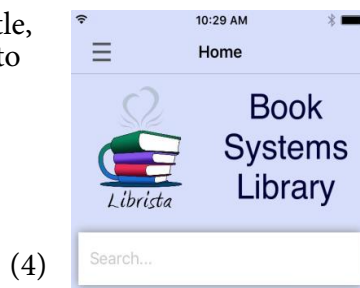 tle,
to
10:29 AM
Home
Book
Systems
Library
Librista
Search...
(4)